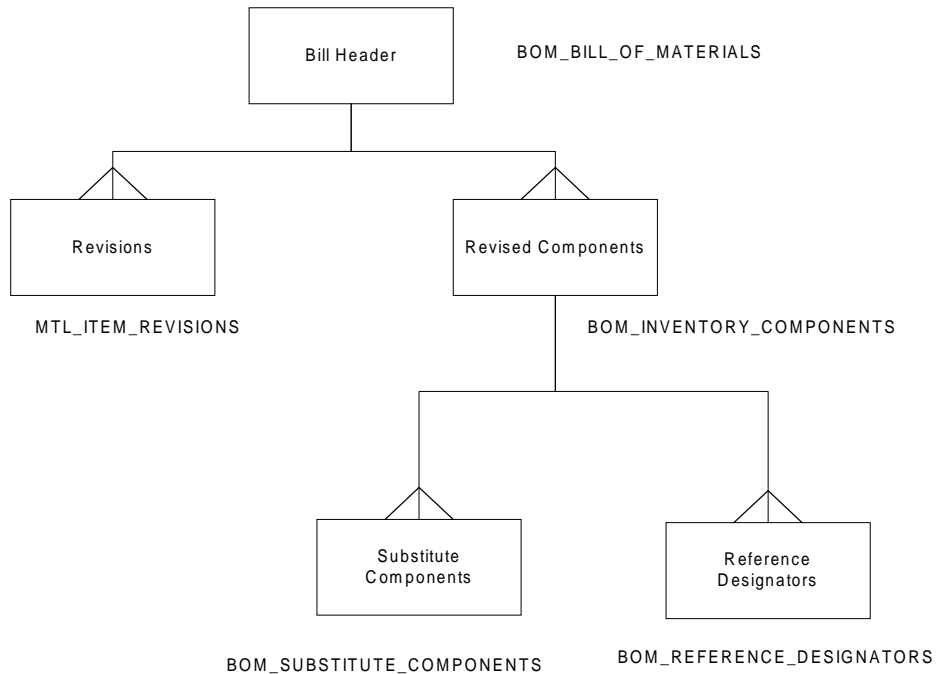 Bill Header
BOM_BILL_OF_MATERIALS
Revisions
Revised Components
MTL_ITEM_REVISIONS
BOM_INVENTORY_COMPONENTS
Substitute
Components
Reference
Designators
BOM_SUBSTITUTE_COMPONENTS
BOM_REFERENCE_DESIGNATORS